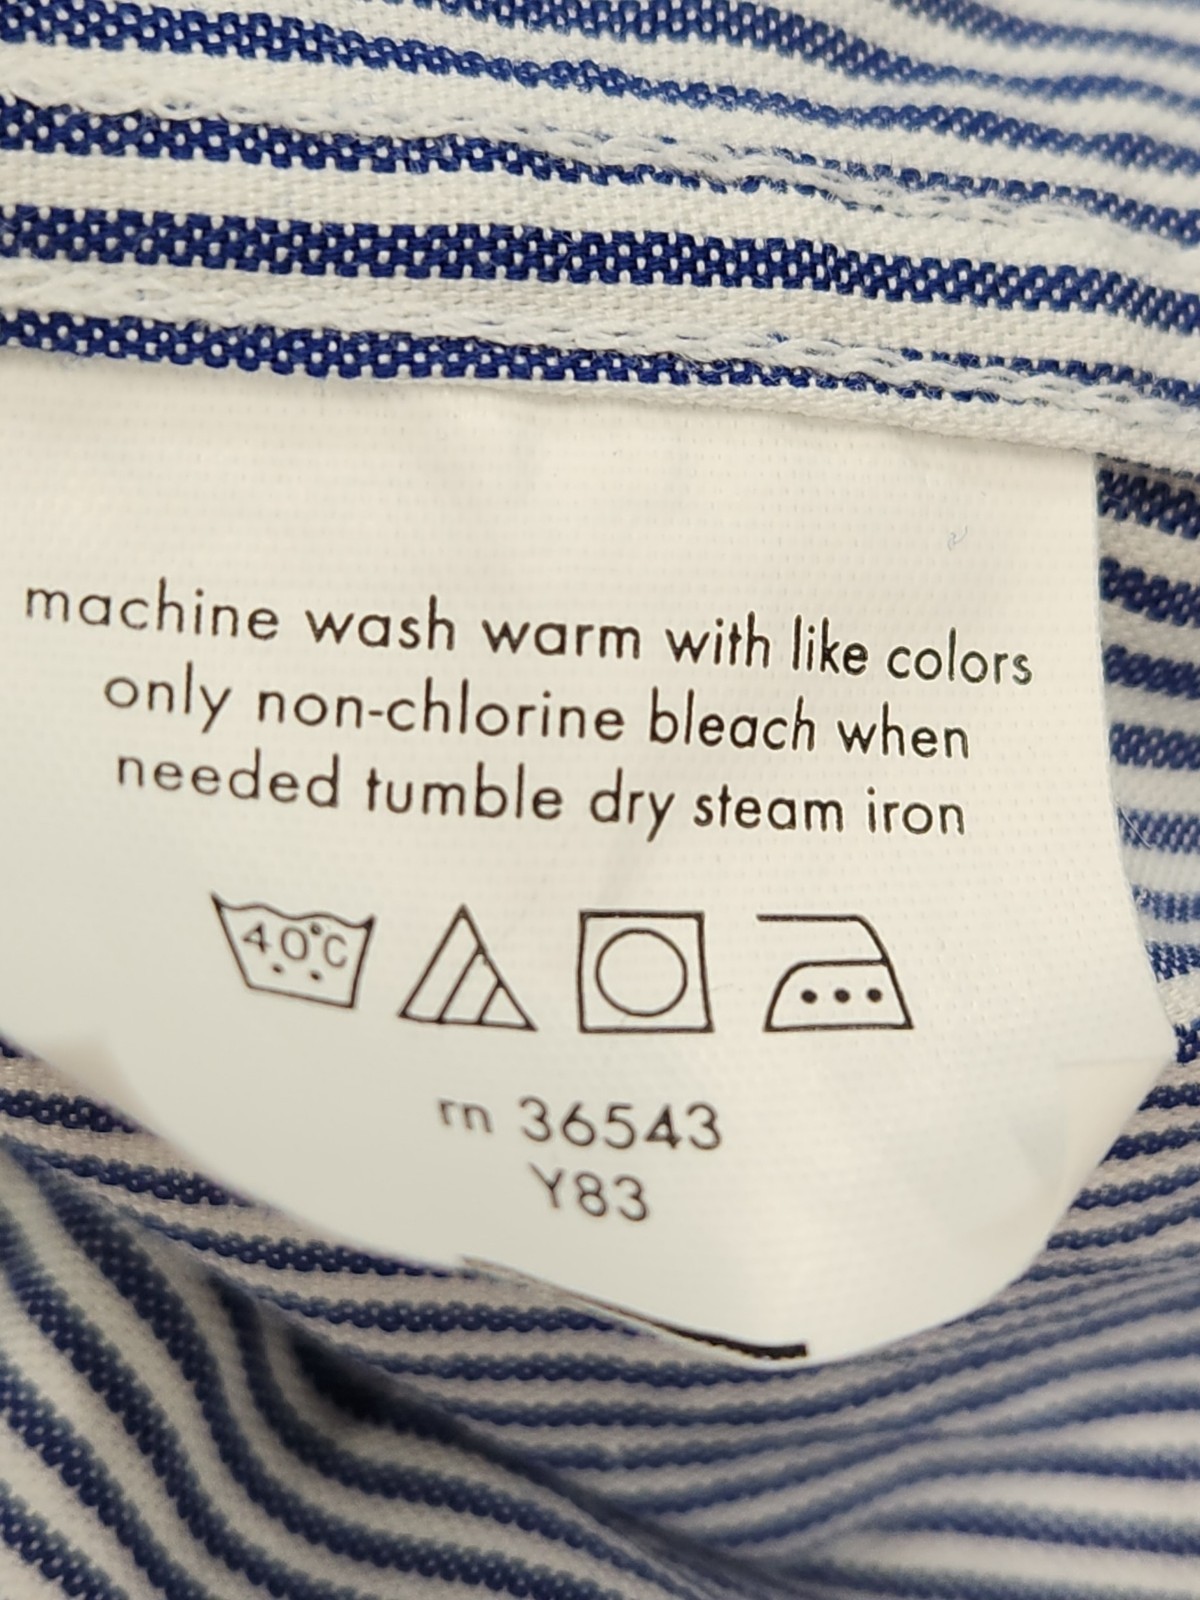 machine wash warm with like colors
only non-chlorine bleach when
needed tumble dry steam iron
40°C
rn 36543
Y83